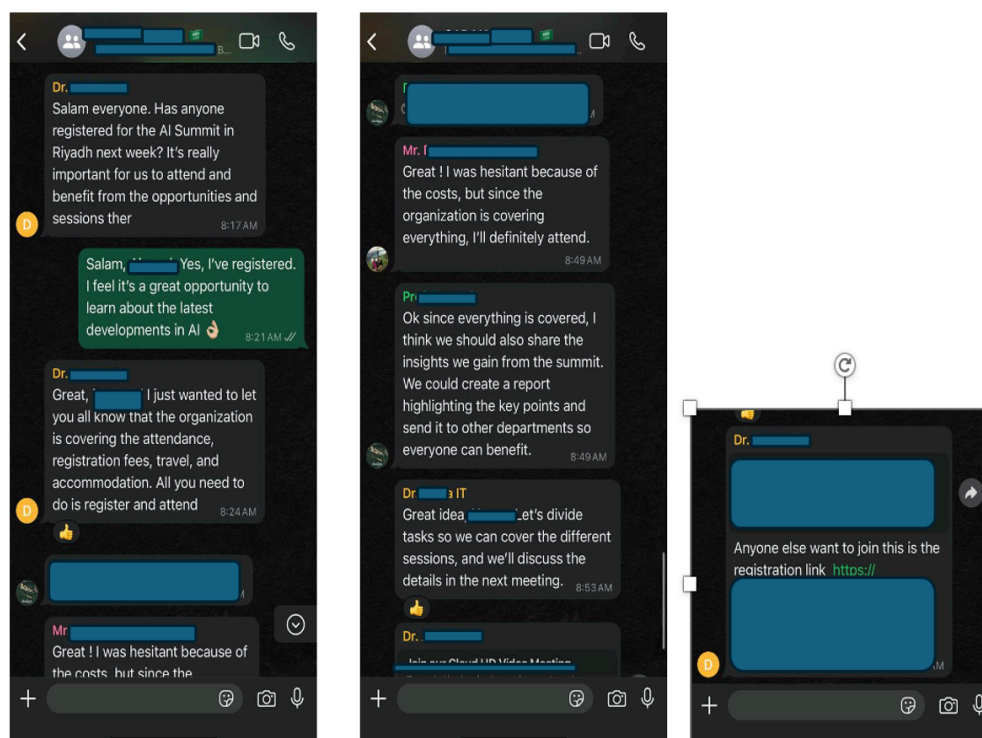 B...
Dr.
Salam everyone. Has anyone
registered for the AI Summit in
Riyadh next week? It's really
important for us to attend and
benefit from the opportunities and
sessions ther
8:17 AM
D
Salam, Yes, I've registered.
I feel it's a great opportunity to
learn about the latest
developments in AI 👌🏼
8:21 AM
Dr.
Great, I just wanted to let
you all know that the organization
is covering the attendance,
registration fees, travel, and
accommodation. All you need to
do is register and attend
8:24 AM
D
👍
Mr
Great ! I was hesitant because of
the costs, but since the
Mr.
Great ! I was hesitant because of
the costs, but since the
organization is covering
everything, I'll definitely attend.
8:49 AM
Ok since everything is covered, I
think we should also share the
insights we gain from the summit.
We could create a report
highlighting the key points and
send it to other departments so
everyone can benefit.
8:49 AM
Dr a IT
Great idea, Let's divide
tasks so we can cover the different
sessions, and we'll discuss the
details in the next meeting.
8:53 AM
👍
Dr.
Join our Cloud HD Video Meeting
Dr.
Anyone else want to join this is the
registration link https://
D